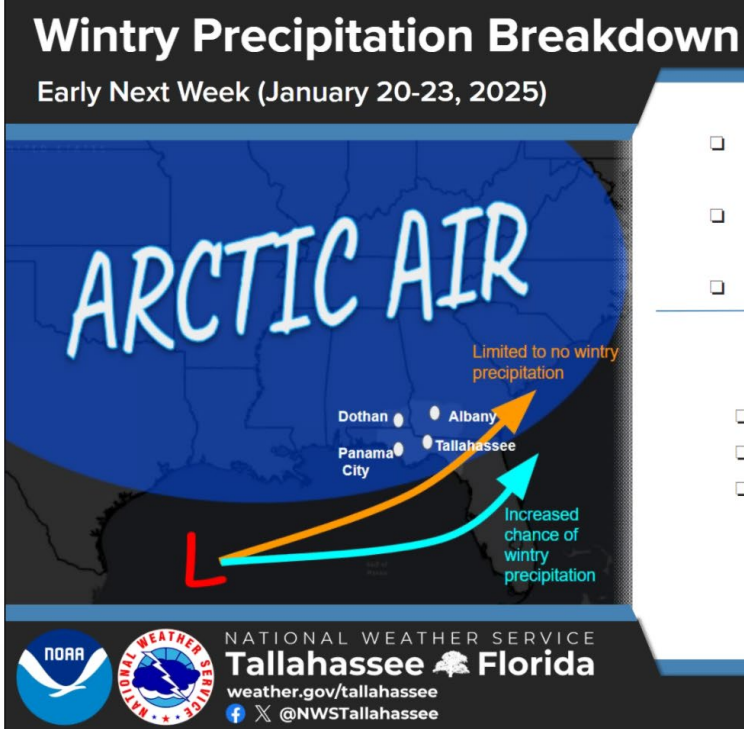 Wintry Precipitation Breakdown
Early Next Week (January 20-23, 2025)
ARCTIC AIR
Limited to no wintry
precipitation
Dothan
Albany
Panama
City
Tallahassee
Increased
chance of
wintry
precipitation
L
NOAA
NATIONAL WEATHER SERVICE
NATIONAL WEATHER SERVICE
Tallahassee Florida
weather.gov/tallahassee
@NWSTallahassee